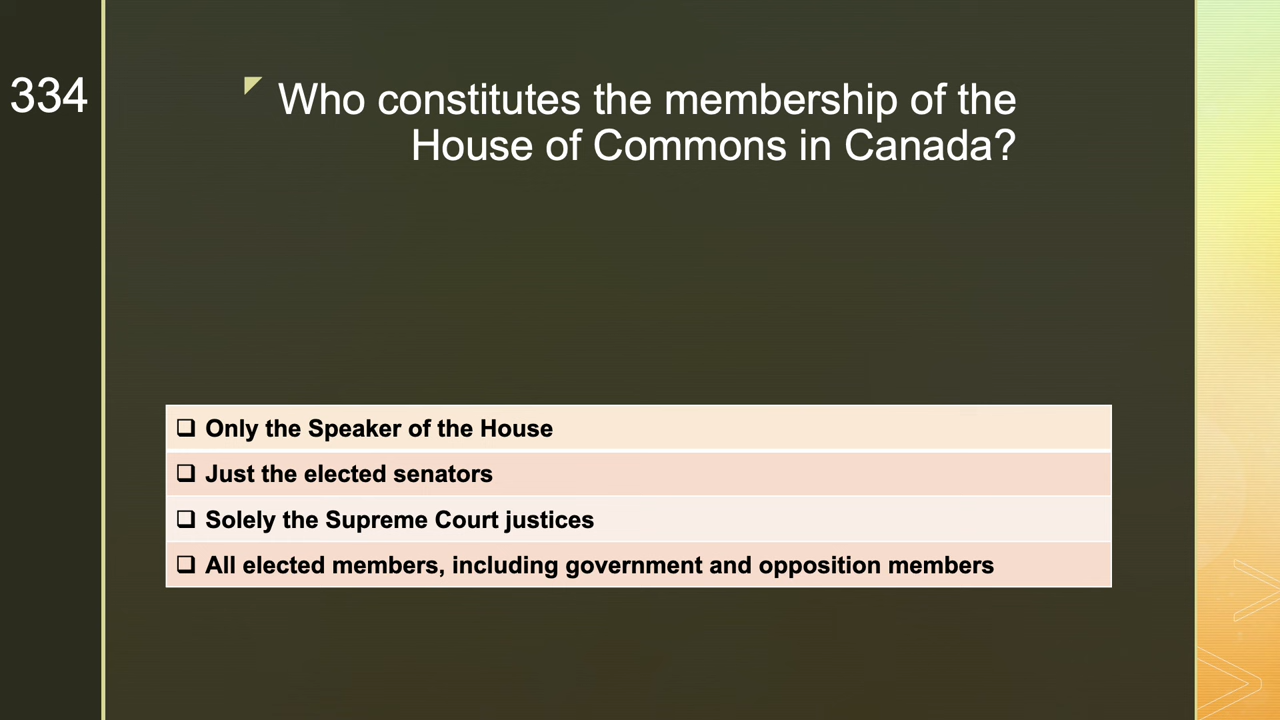 334
Who constitutes the membership of the
House of Commons in Canada?
❑ Only the Speaker of the House
❑ Just the elected senators
❑ Solely the Supreme Court justices
❑ All elected members, including government and opposition members